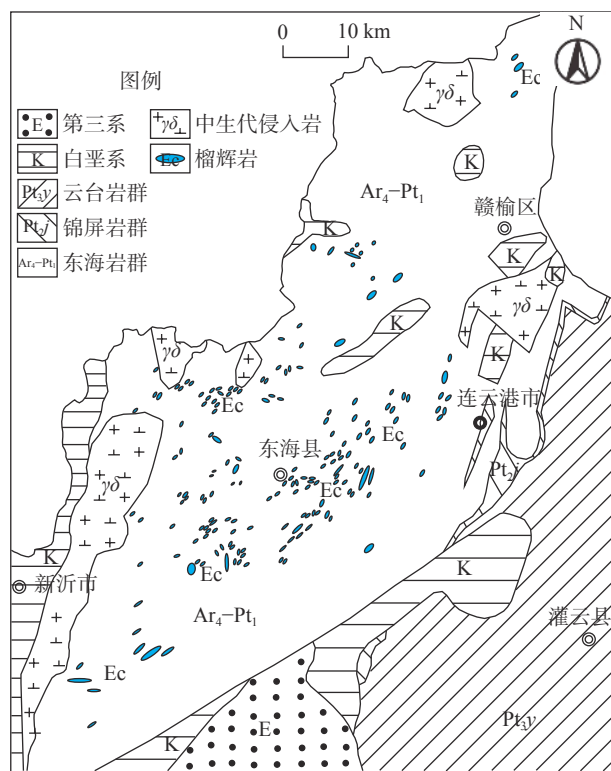 0 10 km
N
图例
E 第三系
γδ 中生代侵入岩
K 白垩系
Ec 榴辉岩
Pt₃y 云台岩群
Pt₂j 锦屏岩群
Ar₄−Pt₁ 东海岩群
Ec
K
Ar₄−Pt₁
赣榆区
K
K
K
γδ
K
K
γδ
Ec
连云港市
Ec
东海县
Pt₂j
γδ
Ec
K
Ec
K
新沂市
Ar₄−Pt₁
灌云县
Ec
E
Pt₃y
K